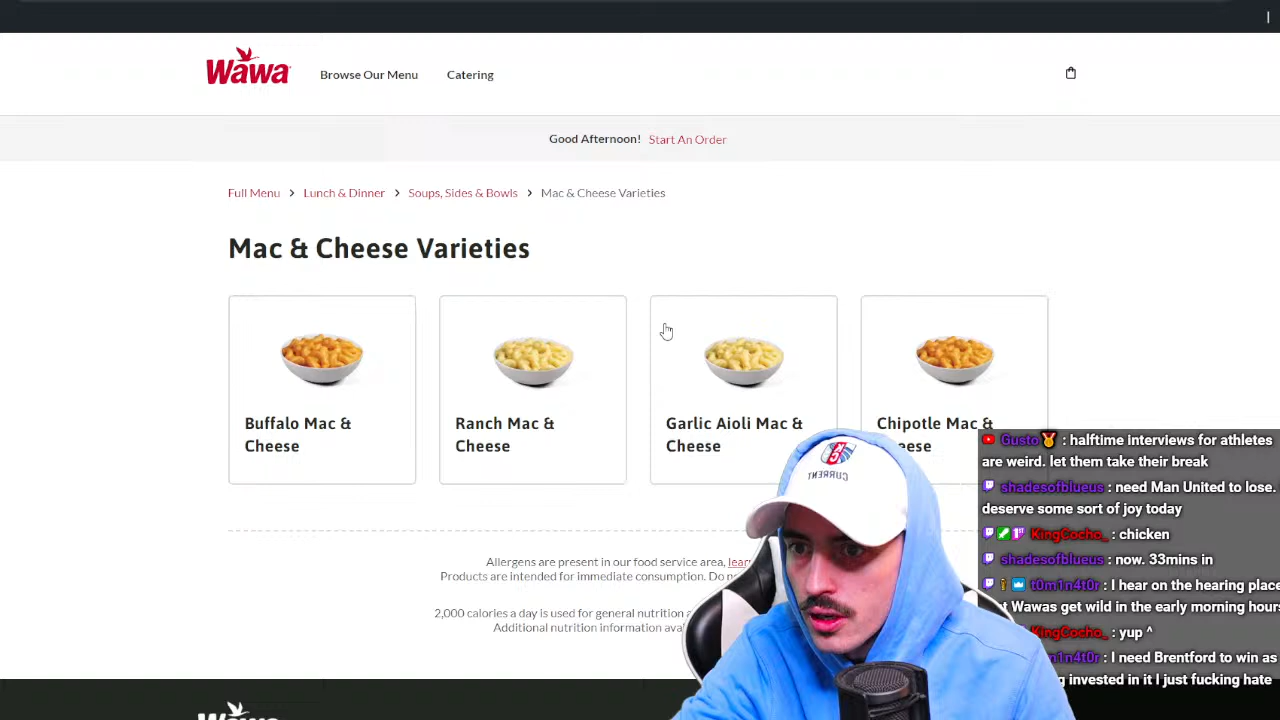 Wawa
Browse Our Menu
Catering
Good Afternoon! Start An Order
Full Menu > Lunch & Dinner > Soups, Sides & Bowls > Mac & Cheese Varieties
Mac & Cheese Varieties
Buffalo Mac &
Cheese
Ranch Mac &
Cheese
Garlic Aioli Mac &
Cheese
Chipotle Mac &
Allergens are present in our food service area,
Products are intended for immediate consumption. Do
2,000 calories a day is used for general nutrition
Additional nutrition information
Wawa
CURRENT
Gusto : halftime interviews for athletes
are weird. let them take their break
shadesofblueus : need Man United to lose.
deserve some sort of joy today
KingCocho_ : chicken
shadesofblueus : now. 33mins in
t0m1n4t0r : I hear on the hearing place
Wawas get wild in the early morning hours
KingCocho_ : yup ^
: I need Brentford to win as
invested in it I just fucking hate